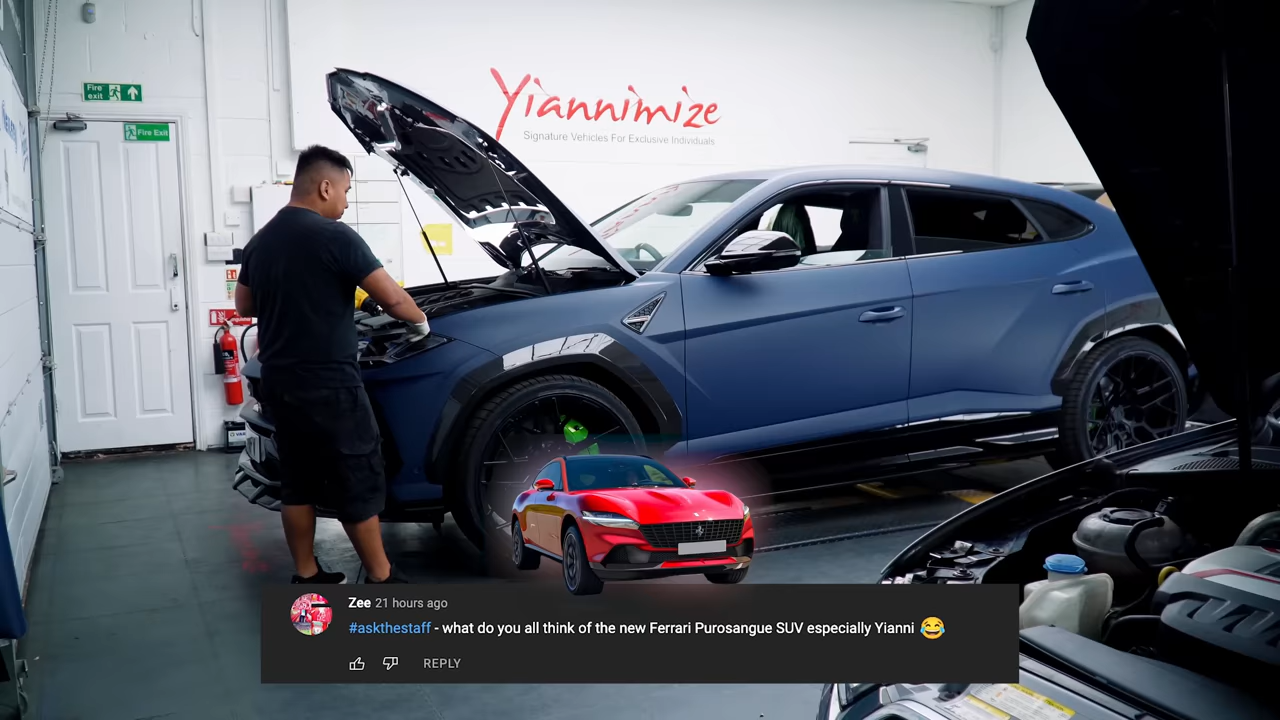 Fire
exit
Fire Exit
Yiannimize
Signature Vehicles For Exclusive Individuals
Zee 21 hours ago
#askthestaff - what do you all think of the new Ferrari Purosangue SUV especially Yianni 😂
REPLY